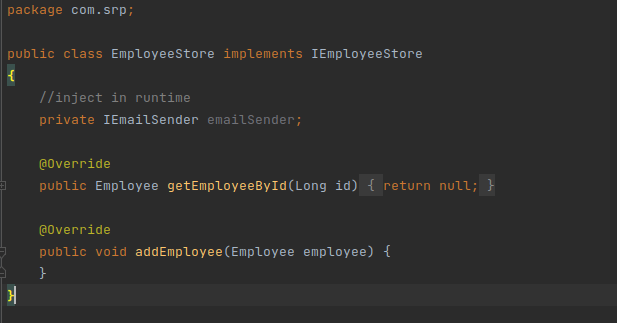 package com.srp;
public class EmployeeStore implements IEmployeeStore
{
//inject in runtime
private IEmailSender emailSender;
@Override
public Employee getEmployeeById(Long id) { return null; }
@Override
public void addEmployee(Employee employee) {
}
}